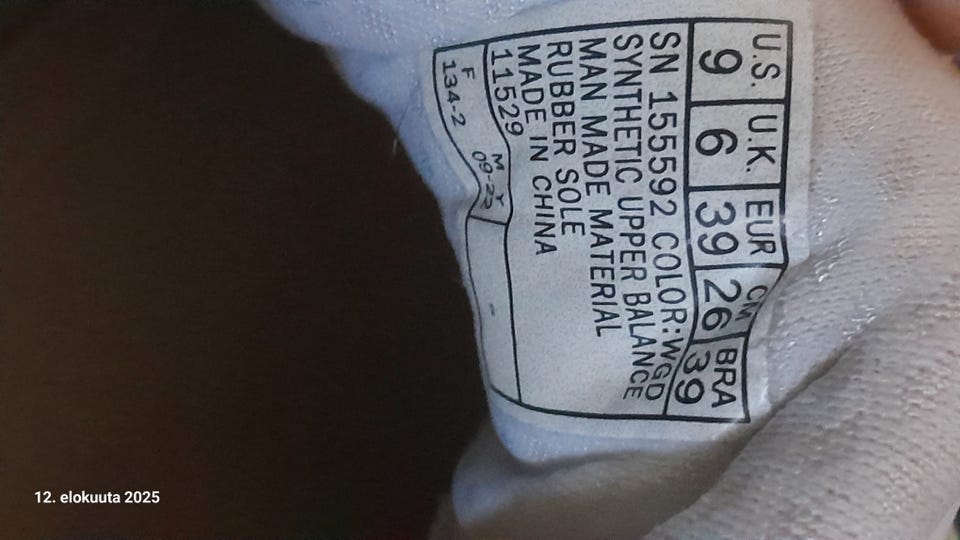 U.S. U.K. EUR CM BRA
9 6 39 26 39
SN 155592 COLOR:WGD
SYNTHETIC UPPER BALANCE
MAN MADE MATERIAL
RUBBER SOLE
MADE IN CHINA
11529
F M Y
134-2 09-22
12. elokuuta 2025